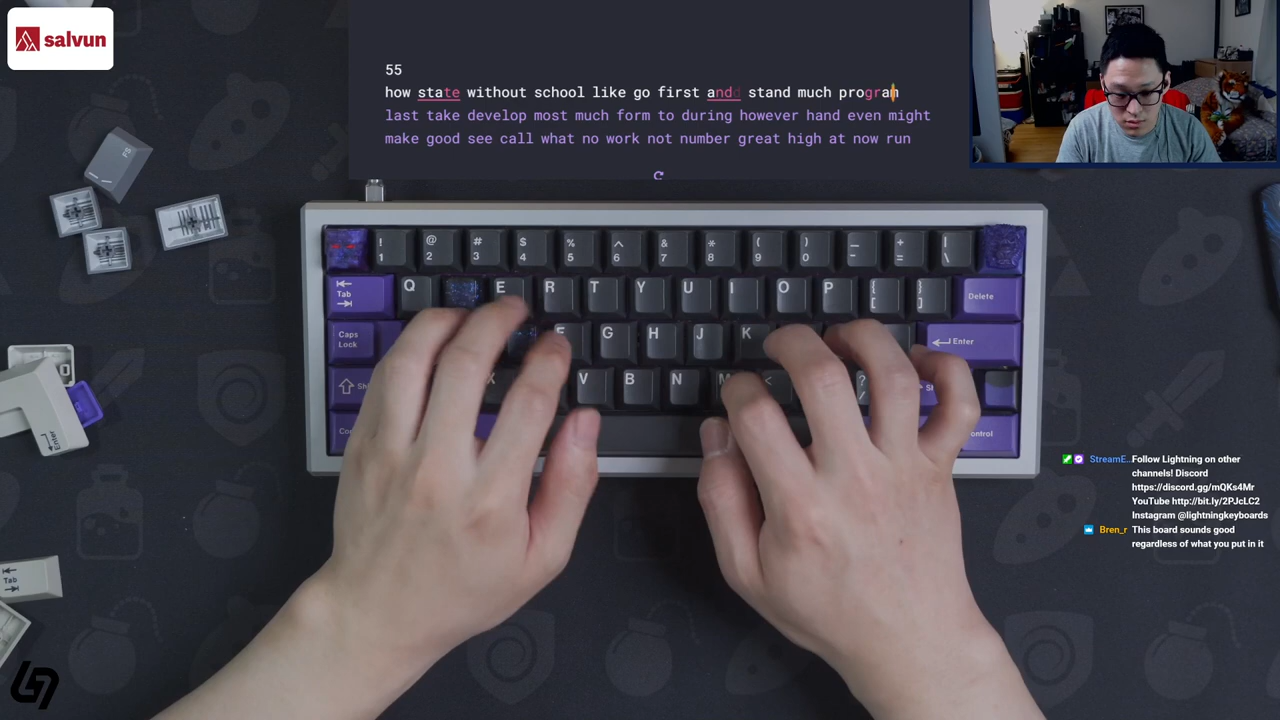 salvun
55
how state without school like go first andd stand much program
last take develop most much form to during however hand even might
make good see call what no work not number great high at now run
! @ # $ % ^ & * ( ) _ + |
1 2 3 4 5 6 7 8 9 0 - = \
Tab Q E R T Y U I O P { [ } ] Delete
Caps Lock F G H J K Enter
X V B N M < ? /
Control
Enter
Tab
StreamE... Follow Lightning on other
channels! Discord
https://discord.gg/mQKs4Mr
YouTube http://bit.ly/2PJcLC2
Instagram @lightningkeyboards
Bren_r This board sounds good
regardless of what you put in it